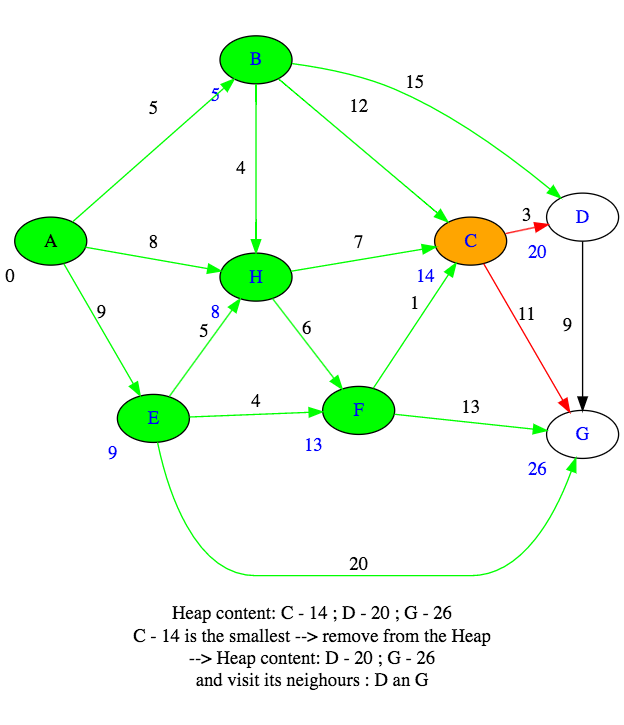 B
5
15
5
12
4
3
D
A
8
7
C
20
0
H
14
8
9
5
6
1
11
9
E
4
F
13
G
9
13
26
20
Heap content: C - 14 ; D - 20 ; G - 26
C - 14 is the smallest --> remove from the Heap
--> Heap content: D - 20 ; G - 26
and visit its neighours : D an G